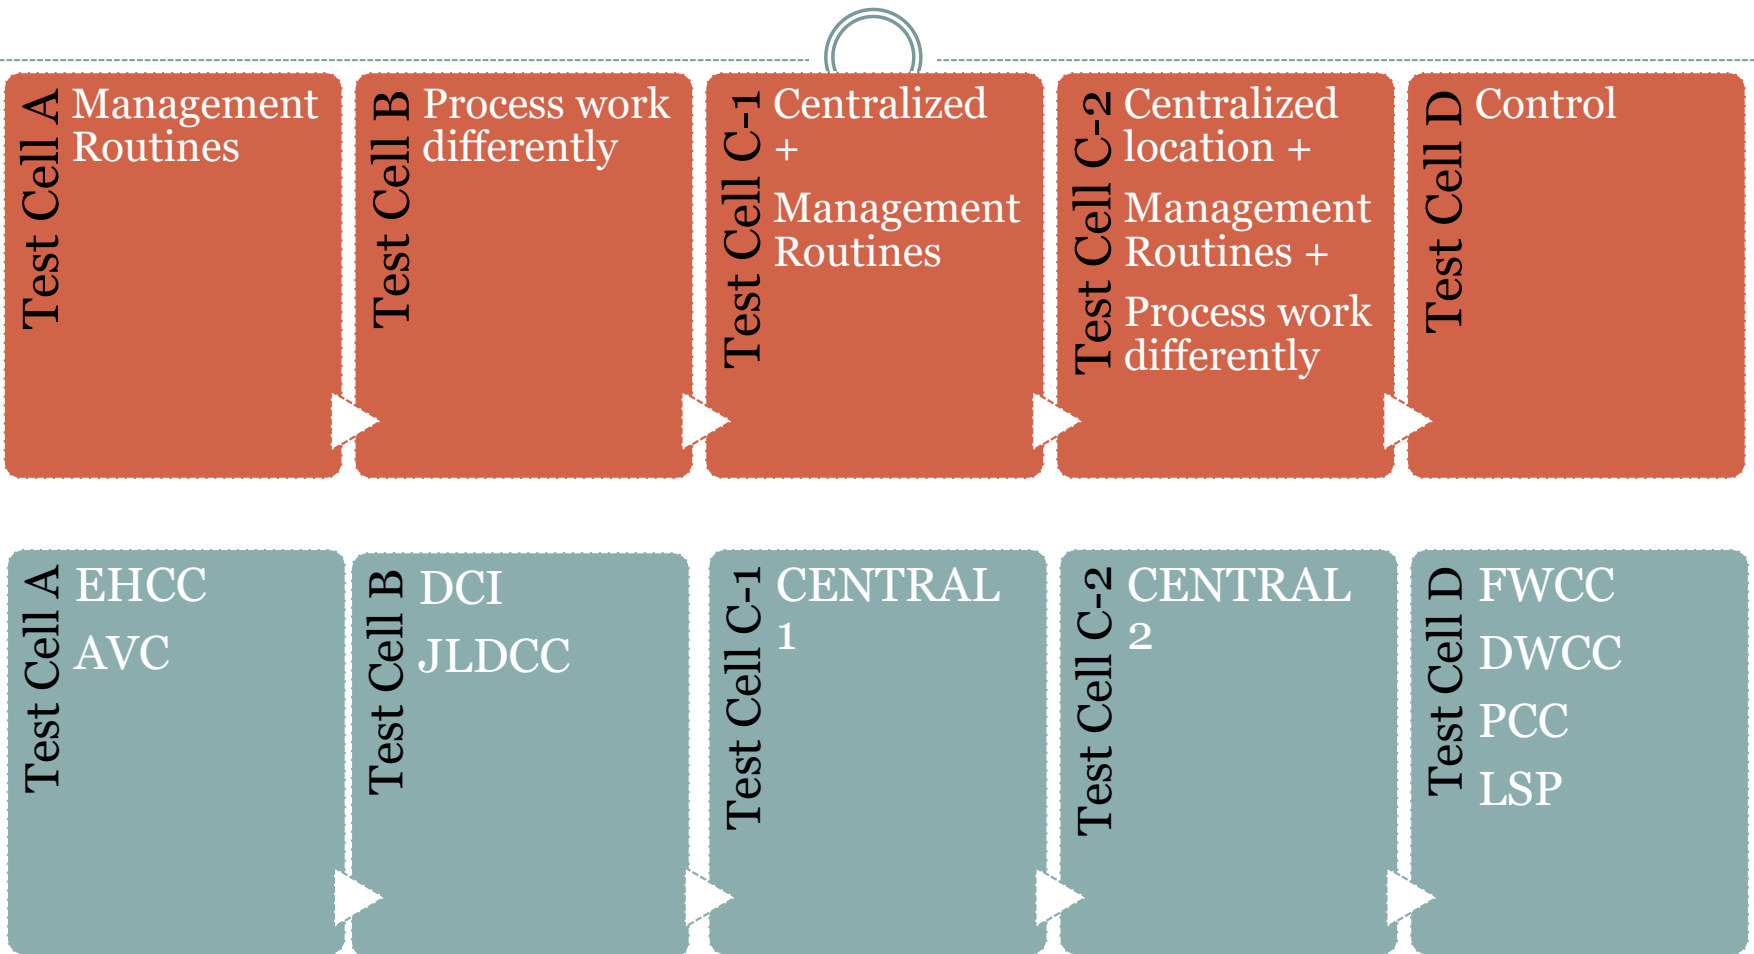 Test Cell A
Management
Routines
Test Cell B
Process work
differently
Test Cell C-1
Centralized
+
Management
Routines
Test Cell C-2
Centralized
location +
Management
Routines +
Process work
differently
Test Cell D
Control
Test Cell A
EHCC
AVC
Test Cell B
DCI
JLDCC
Test Cell C-1
CENTRAL
1
Test Cell C-2
CENTRAL
2
Test Cell D
FWCC
DWCC
PCC
LSP